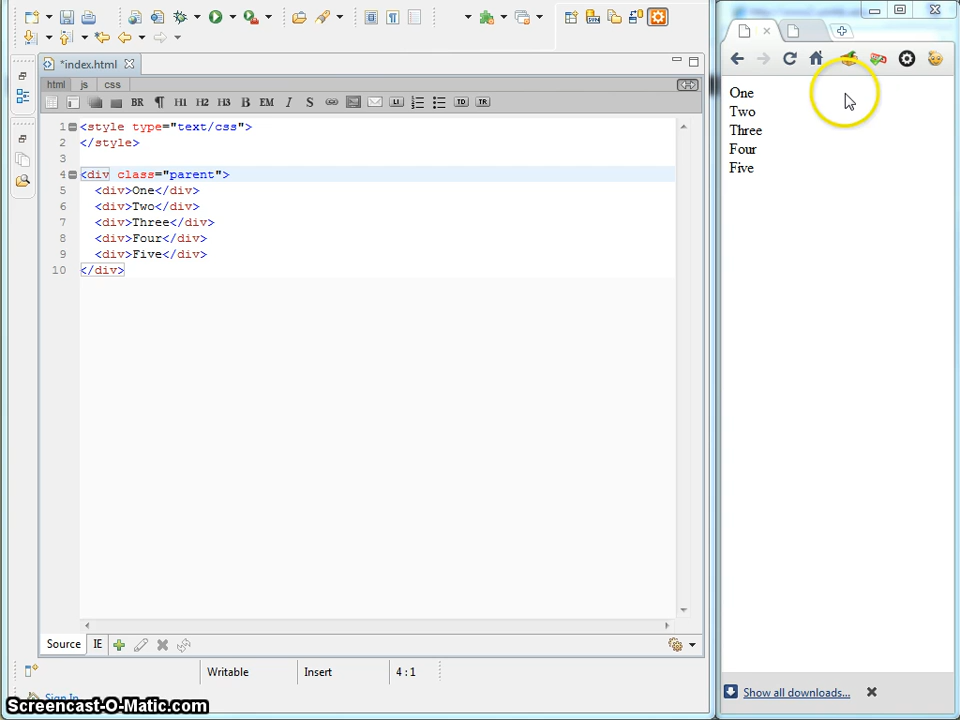 *index.html
html js css
BR ¶ H1 H2 H3 B EM I S LI TD TR
1 <style type="text/css">
2 </style>
3
4 <div class="parent">
5 <div>One</div>
6 <div>Two</div>
7 <div>Three</div>
8 <div>Four</div>
9 <div>Five</div>
10 </div>
Source IE
Writable Insert 4 : 1
Sign In
Screencast-O-Matic.com
One
Two
Three
Four
Five
Show all downloads...